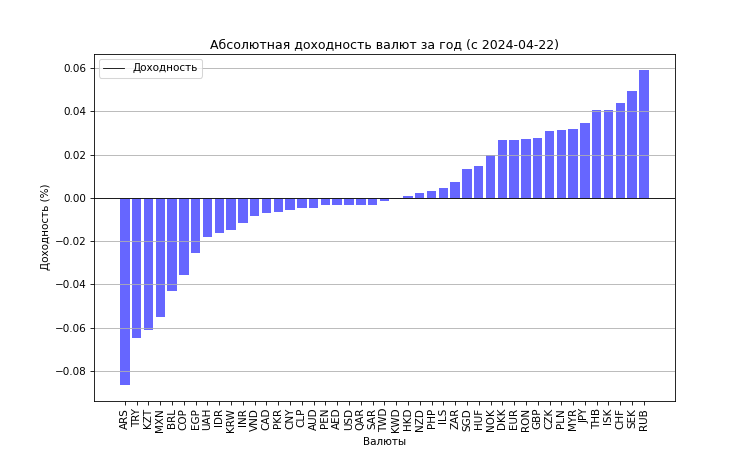 Абсолютная доходность валют за год (с 2024-04-22)
Доходность
0.06
0.04
0.02
0.00
−0.02
−0.04
−0.06
−0.08
Доходность (%)
ARS TRY KZT MXN BRL COP EGP UAH IDR KRW INR VND CAD PKR CNY CLP AUD PEN AED USD QAR SAR TWD KWD HKD NZD PHP ILS ZAR SGD HUF NOK DKK EUR RON GBP CZK PLN MYR JPY THB ISK CHF SEK RUB
Валюты